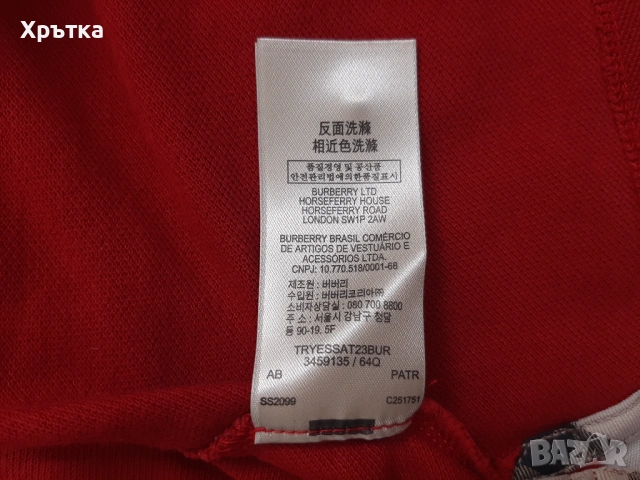 Хрътка
反面洗滌
相近色洗滌
품질경영 및 공산품
안전관리법에의한품질표시
BURBERRY LTD
HORSEFERRY HOUSE
HORSEFERRY ROAD
LONDON SW1P 2AW
BURBERRY BRASIL COMÉRCIO
DE ARTIGOS DE VESTUÁRIO E
ACESSÓRIOS LTDA.
CNPJ: 10.770.518/0001-68
제조원 : 버버리
수입원 : 버버리코리아㈜
소비자상담실 : 080 700 8800
주소 : 서울시 강남구 청담
동 90-19. 5F
TRYESSAT23BUR
3459135 / 64Q
AB PATR
SS2099 C251751
BAZAR